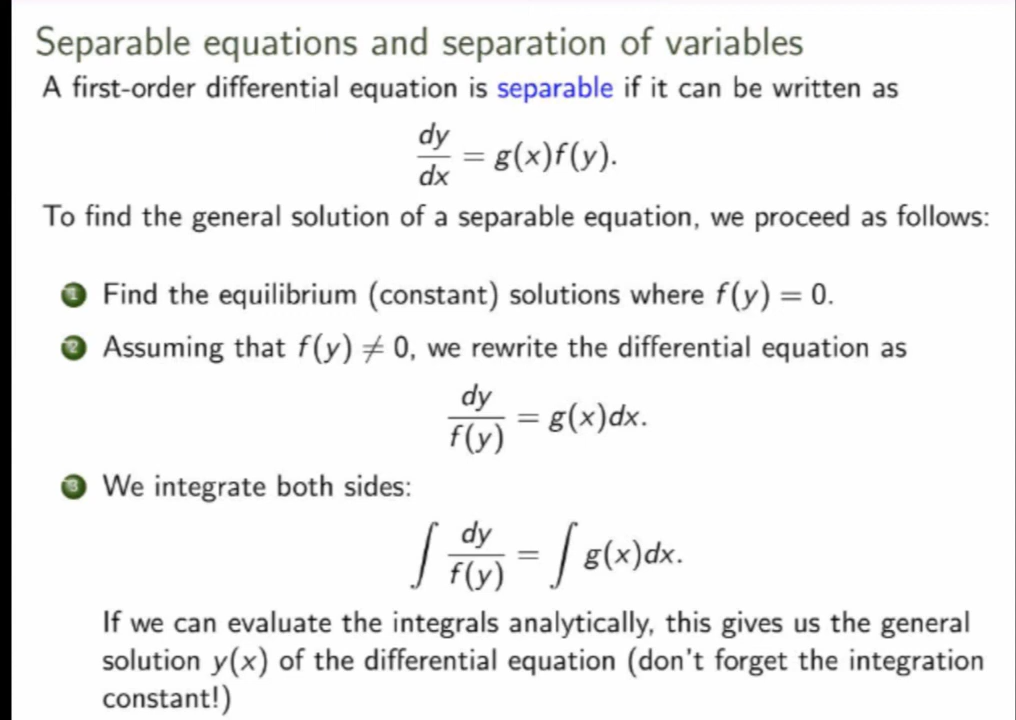 Separable equations and separation of variables
A first-order differential equation is separable if it can be written as
dy/dx = g(x)f(y).
To find the general solution of a separable equation, we proceed as follows:
1 Find the equilibrium (constant) solutions where f(y) = 0.
2 Assuming that f(y) ≠ 0, we rewrite the differential equation as
dy/f(y) = g(x)dx.
3 We integrate both sides:
∫ dy/f(y) = ∫ g(x)dx.
If we can evaluate the integrals analytically, this gives us the general
solution y(x) of the differential equation (don't forget the integration
constant!)